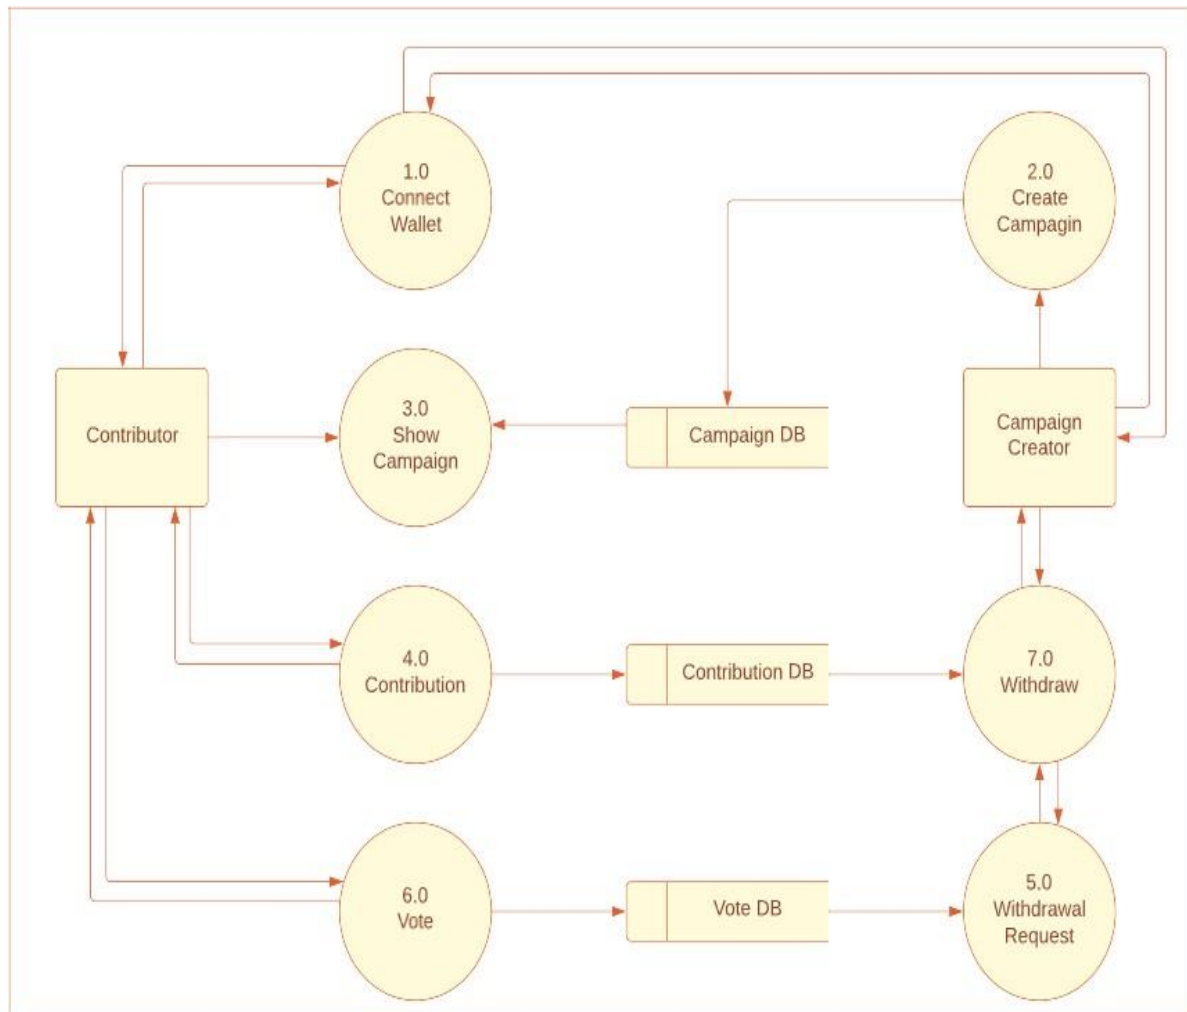 1.0
Connect
Wallet
2.0
Create
Campagin
Contributor
3.0
Show
Campaign
Campaign DB
Campaign
Creator
4.0
Contribution
Contribution DB
7.0
Withdraw
6.0
Vote
Vote DB
5.0
Withdrawal
Request